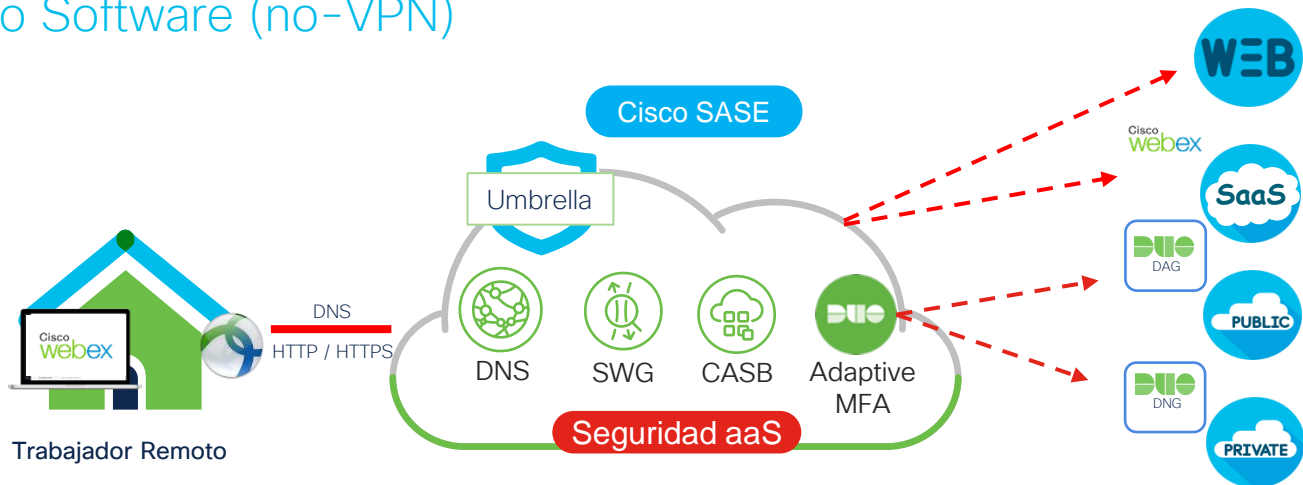 o Software (no-VPN)
Cisco SASE
Umbrella
DNS
SWG
CASB
DUO
Adaptive
MFA
Seguridad aaS
DNS
HTTP / HTTPS
Cisco
webex
Trabajador Remoto
WEB
Cisco
webex
SaaS
DUO
DAG
PUBLIC
DUO
DNG
PRIVATE